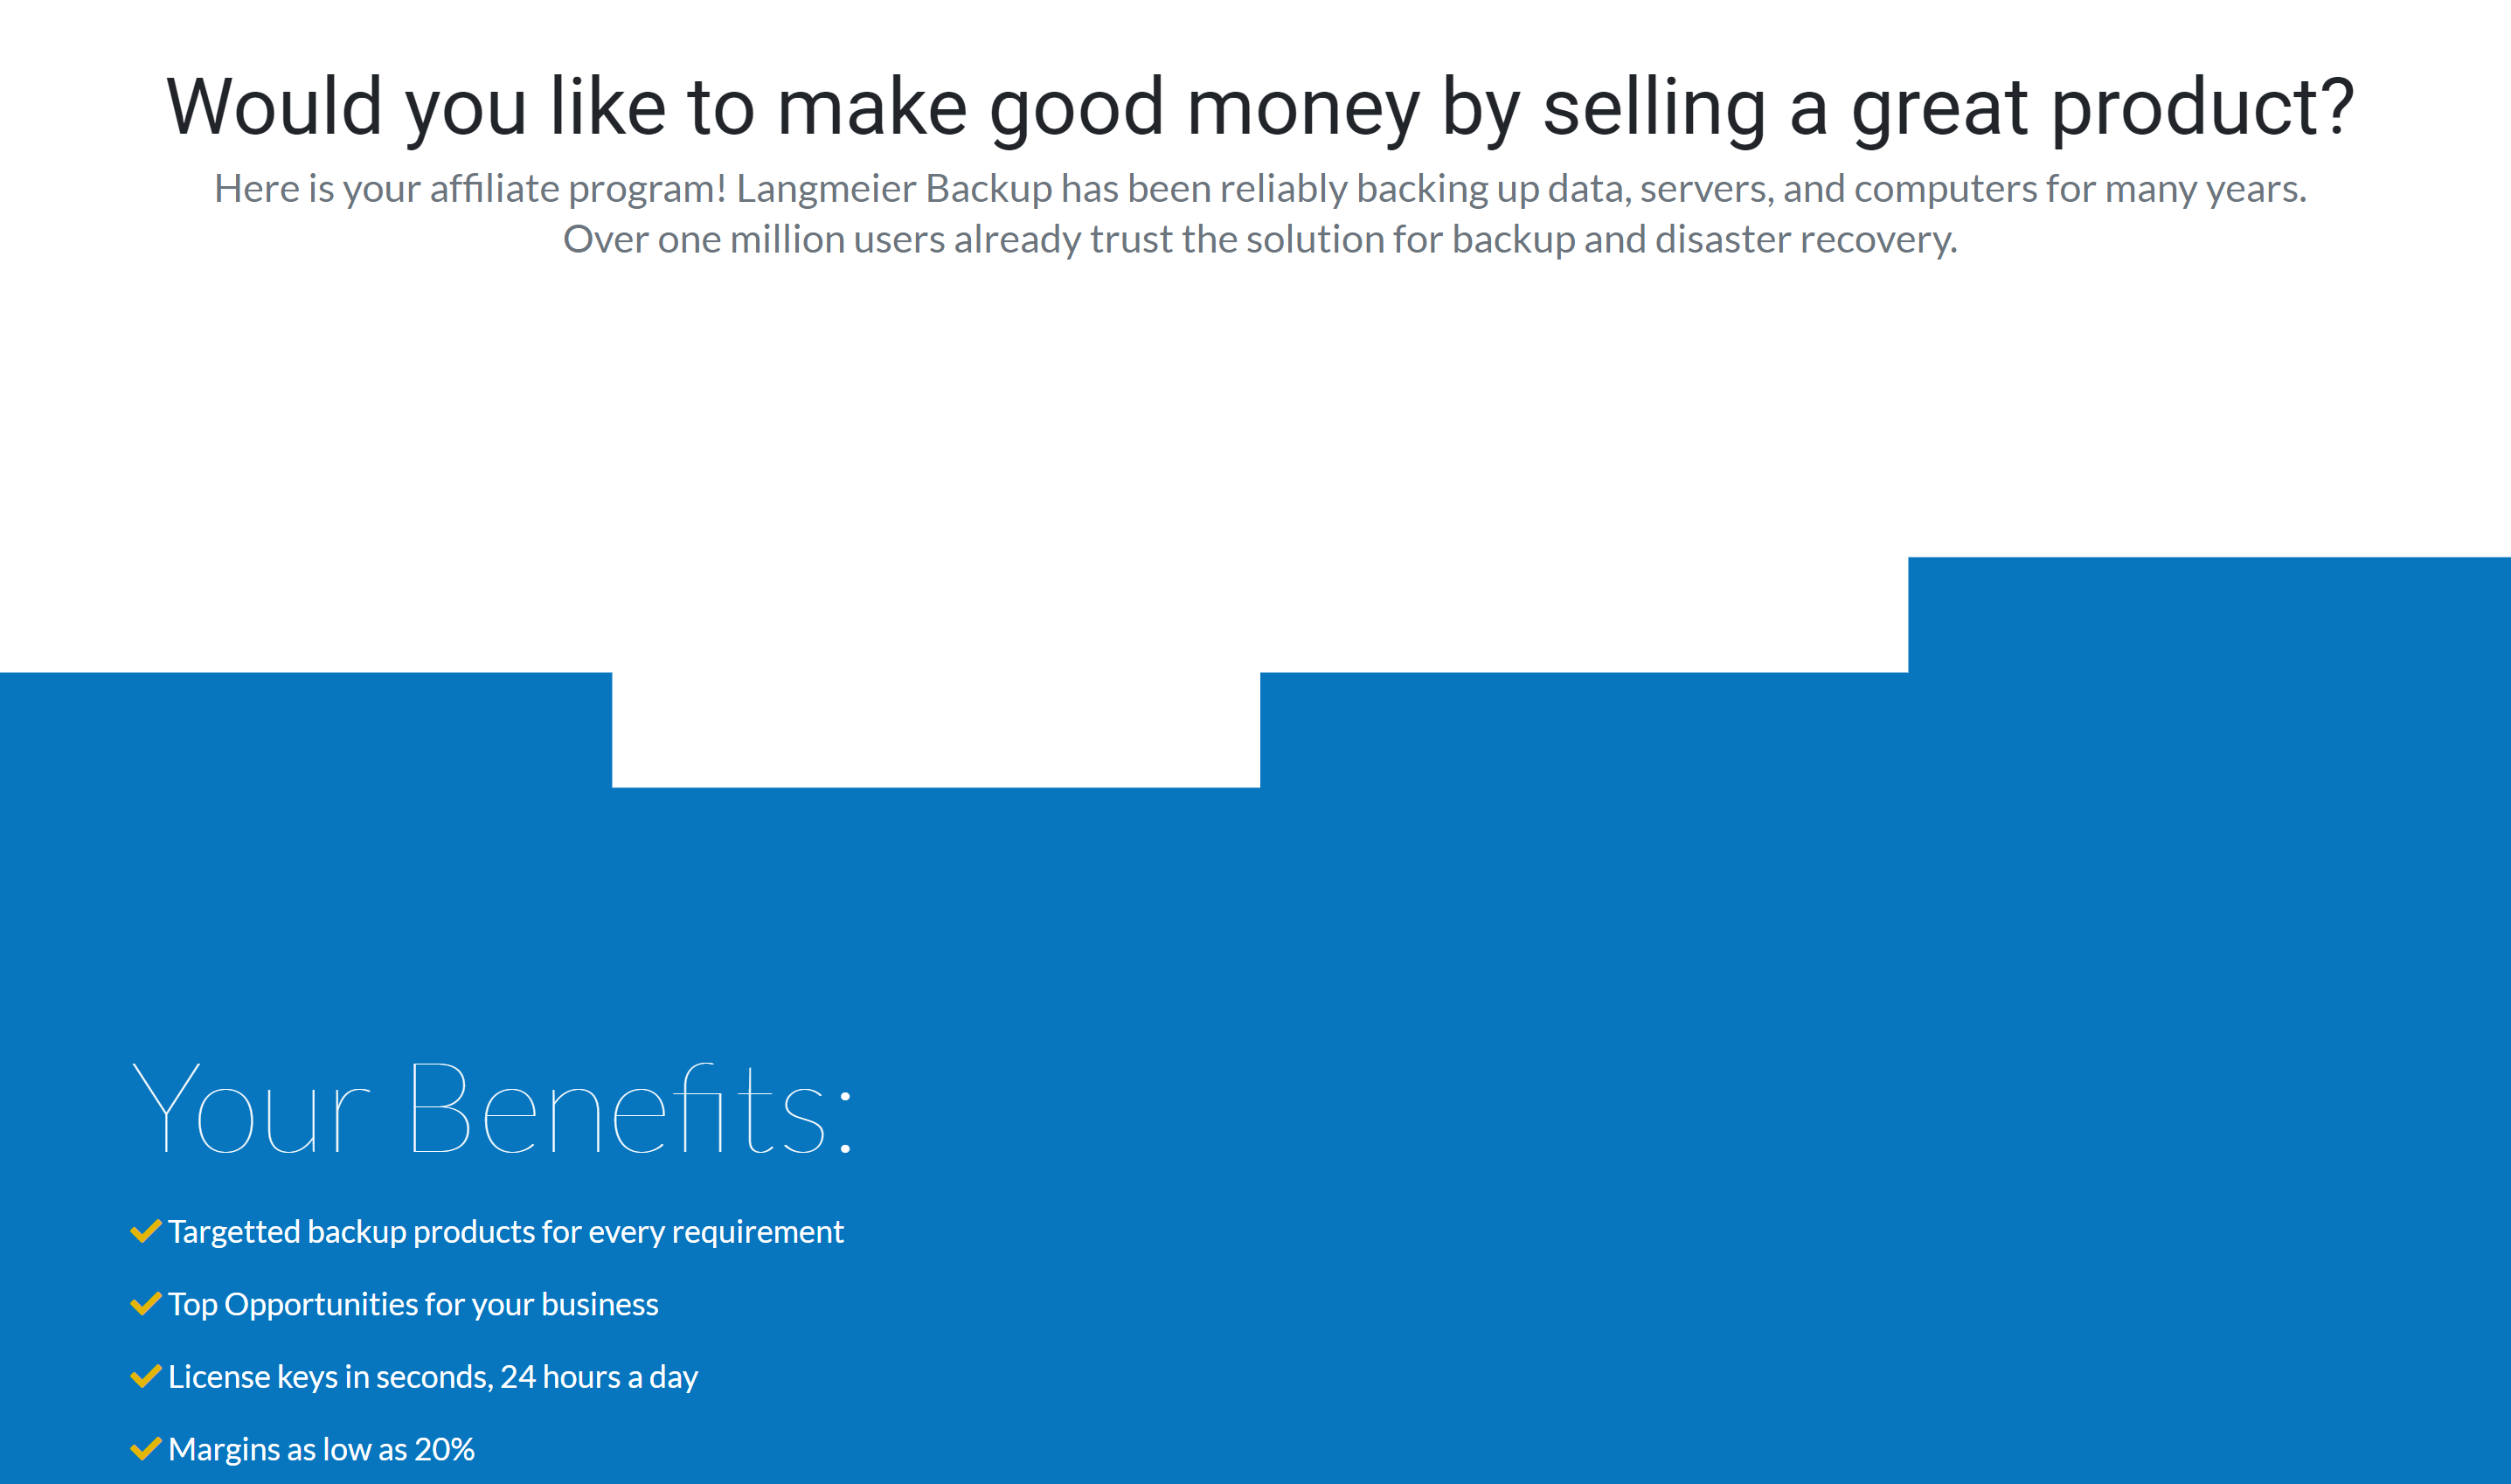 Would you like to make good money by selling a great product?
Here is your affiliate program! Langmeier Backup has been reliably backing up data, servers, and computers for many years.
Over one million users already trust the solution for backup and disaster recovery.
Your Benefits:
Targetted backup products for every requirement
Top Opportunities for your business
License keys in seconds, 24 hours a day
Margins as low as 20%